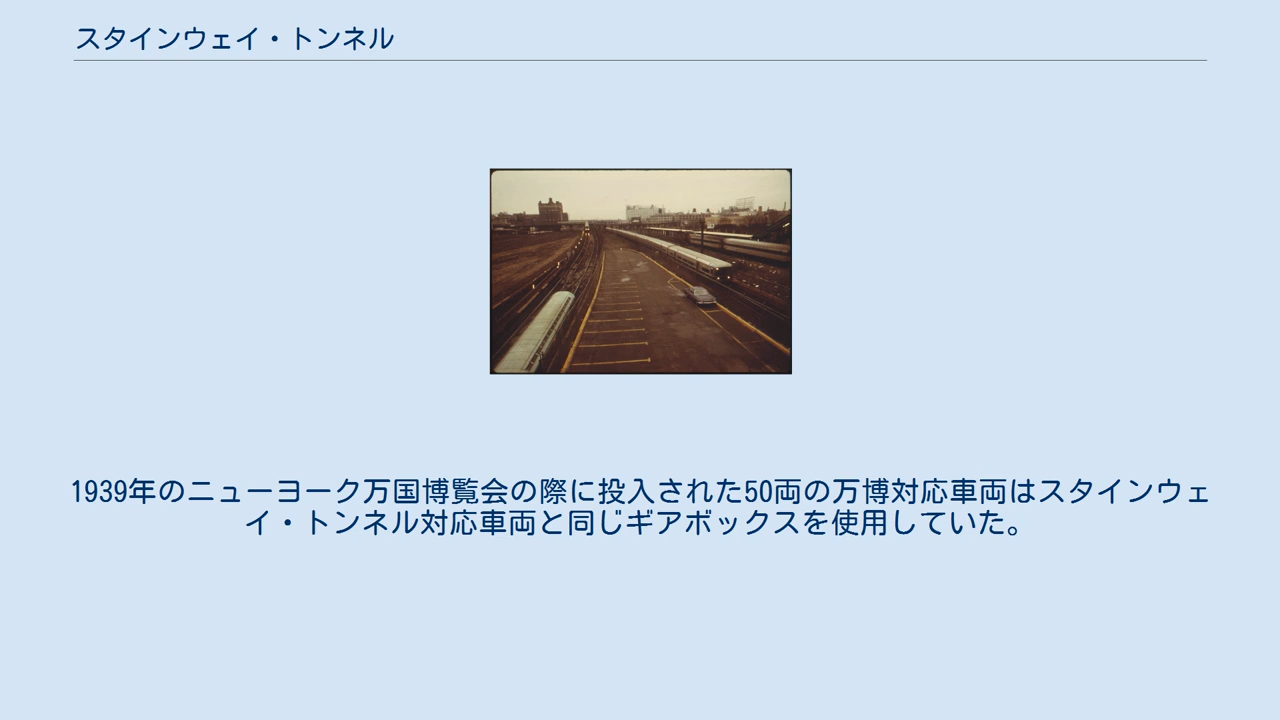 スタインウェイ・トンネル
1939年のニューヨーク万国博覧会の際に投入された50両の万博対応車両はスタインウェ
イ・トンネル対応車両と同じギアボックスを使用していた。